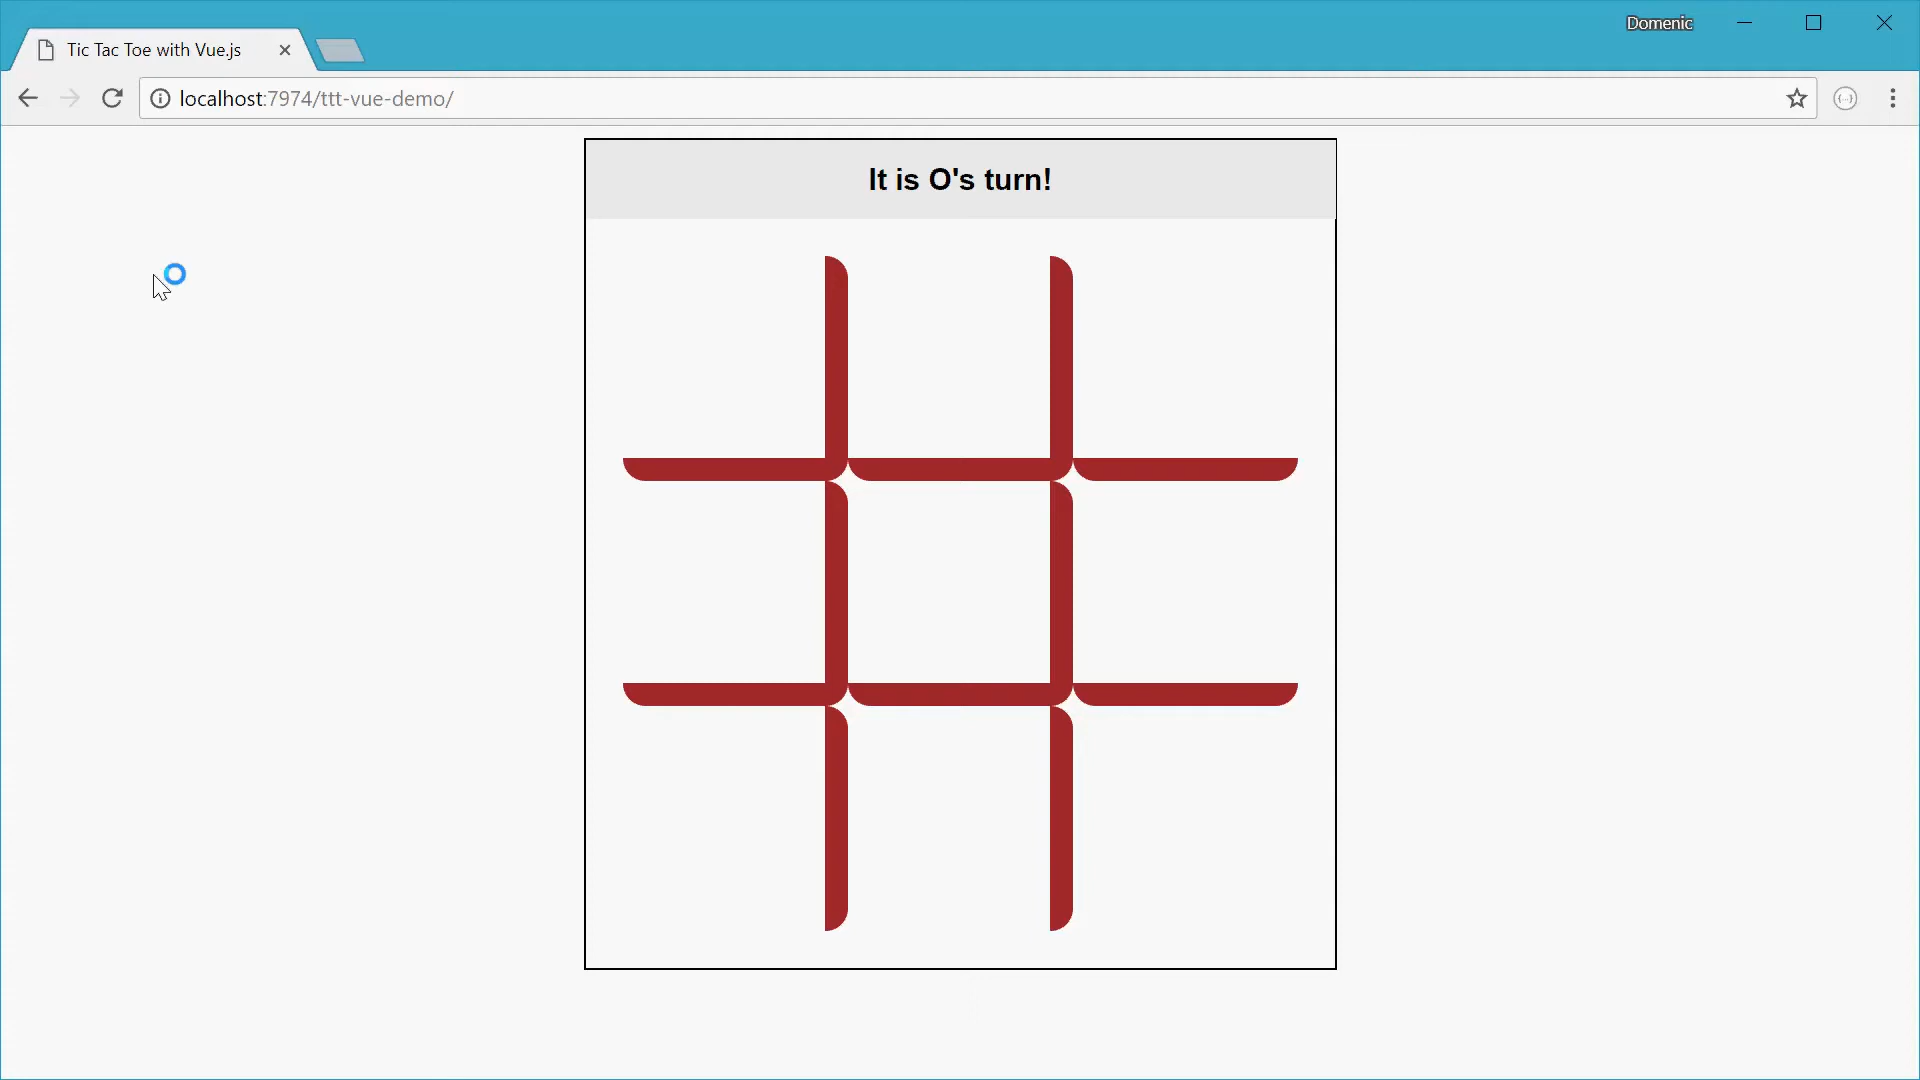 Domenic
Tic Tac Toe with Vue.js
localhost:7974/ttt-vue-demo/
It is O's turn!